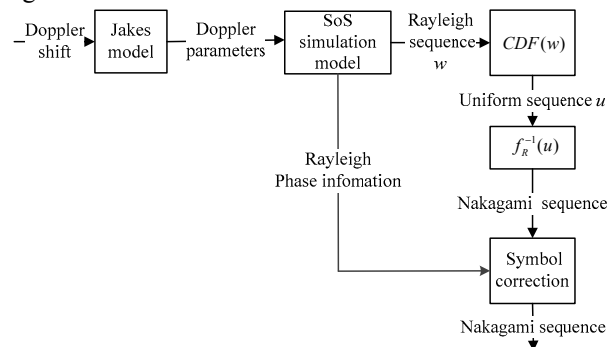 Doppler
shift
Jakes
model
Doppler
parameters
SoS
simulation
model
Rayleigh
sequence
w
CDF(w)
Uniform sequence u
f_R^{-1}(u)
Rayleigh
Phase infomation
Nakagami sequence
Symbol
correction
Nakagami sequence